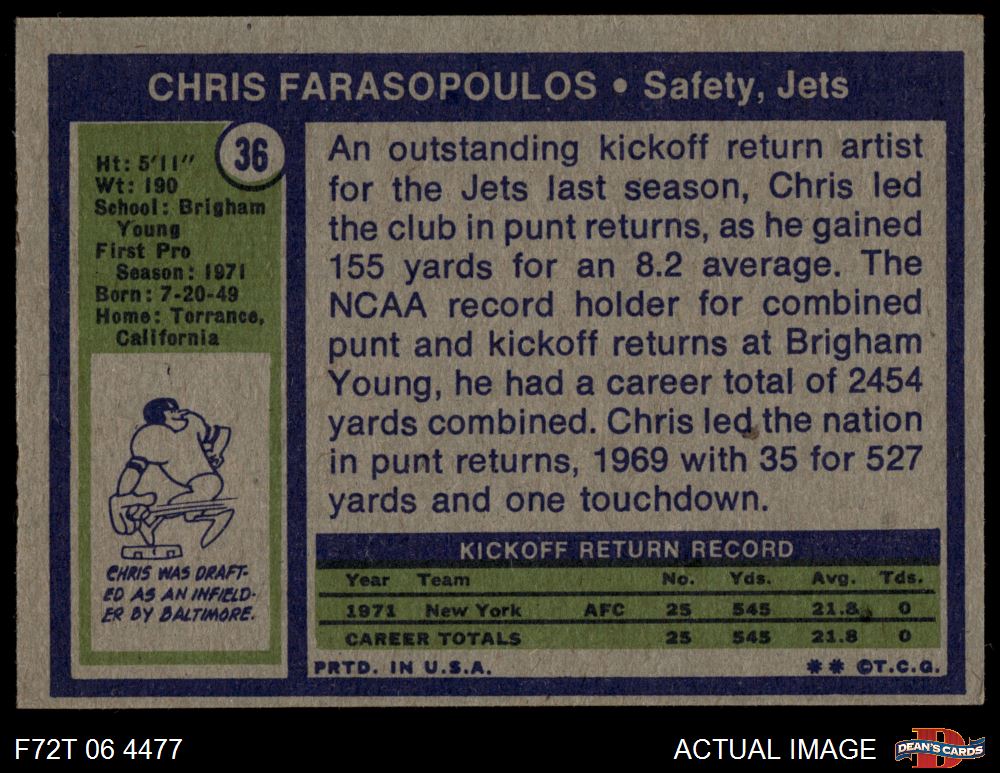 CHRIS FARASOPOULOS • Safety, Jets
36
Ht: 5'11"
Wt: 190
School: Brigham
Young
First Pro
Season: 1971
Born: 7-20-49
Home: Torrance,
California
CHRIS WAS DRAFT-
ED AS AN INFIELD-
ER BY BALTIMORE.
An outstanding kickoff return artist
for the Jets last season, Chris led
the club in punt returns, as he gained
155 yards for an 8.2 average. The
NCAA record holder for combined
punt and kickoff returns at Brigham
Young, he had a career total of 2454
yards combined. Chris led the nation
in punt returns, 1969 with 35 for 527
yards and one touchdown.
KICKOFF RETURN RECORD
Year Team No. Yds. Avg. Tds.
1971 New York AFC 25 545 21.8 0
CAREER TOTALS 25 545 21.8 0
PRTD. IN U.S.A. ** ©T.C.G.
F72T 06 4477 ACTUAL IMAGE DEAN'S CARDS